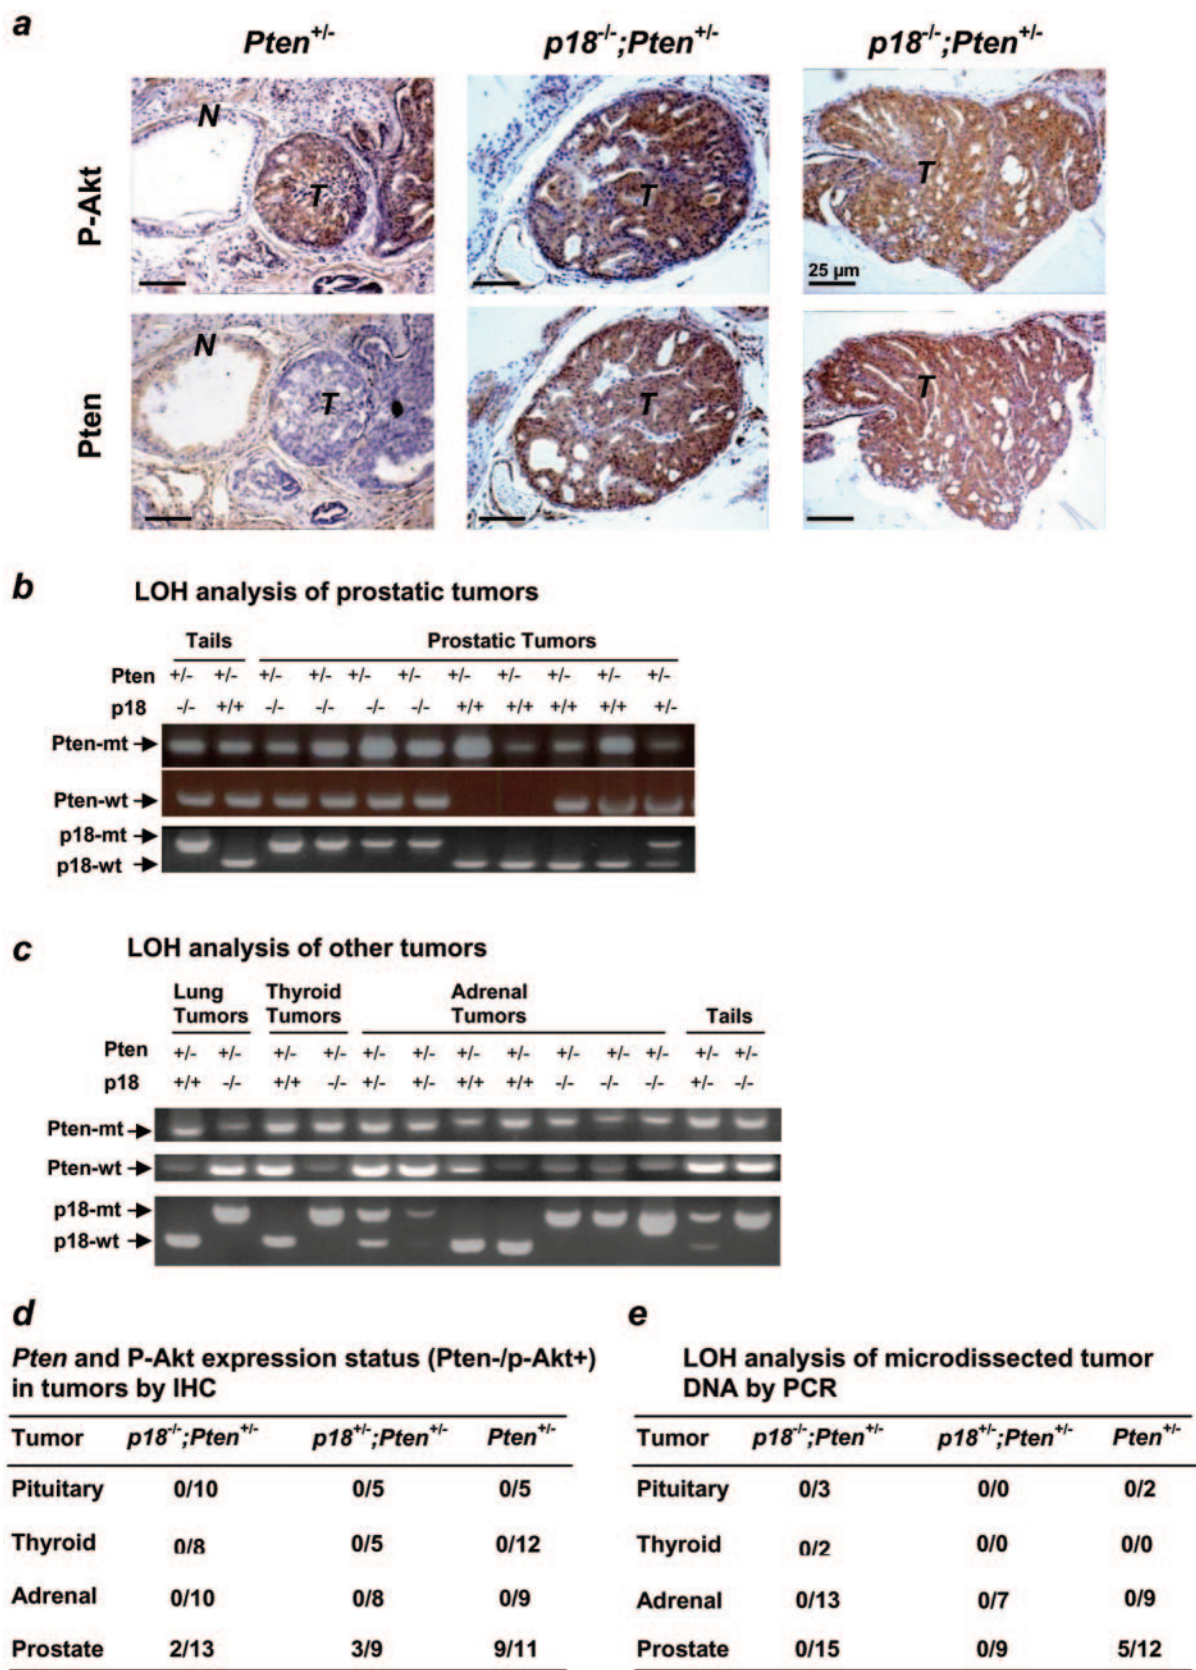 a
Pten+/- p18-/-;Pten+/- p18-/-;Pten+/-
P-Akt
N T T T
25 µm
Pten
N T T T
b LOH analysis of prostatic tumors
Tails Prostatic Tumors
Pten +/- +/- +/- +/- +/- +/- +/- +/- +/- +/- +/-
p18 -/- +/+ -/- -/- -/- -/- +/+ +/+ +/+ +/+ +/-
Pten-mt
Pten-wt
p18-mt
p18-wt
c LOH analysis of other tumors
Lung Thyroid Adrenal
Tumors Tumors Tumors Tails
Pten +/- +/- +/- +/- +/- +/- +/- +/- +/- +/- +/- +/- +/-
p18 +/+ -/- +/+ -/- +/- +/- +/+ +/+ -/- -/- -/- +/- -/-
Pten-mt
Pten-wt
p18-mt
p18-wt
d
Pten and P-Akt expression status (Pten-/p-Akt+)
in tumors by IHC
Tumor p18-/-;Pten+/- p18+/-;Pten+/- Pten+/-
Pituitary 0/10 0/5 0/5
Thyroid 0/8 0/5 0/12
Adrenal 0/10 0/8 0/9
Prostate 2/13 3/9 9/11
e
LOH analysis of microdissected tumor
DNA by PCR
Tumor p18-/-;Pten+/- p18+/-;Pten+/- Pten+/-
Pituitary 0/3 0/0 0/2
Thyroid 0/2 0/0 0/0
Adrenal 0/13 0/7 0/9
Prostate 0/15 0/9 5/12